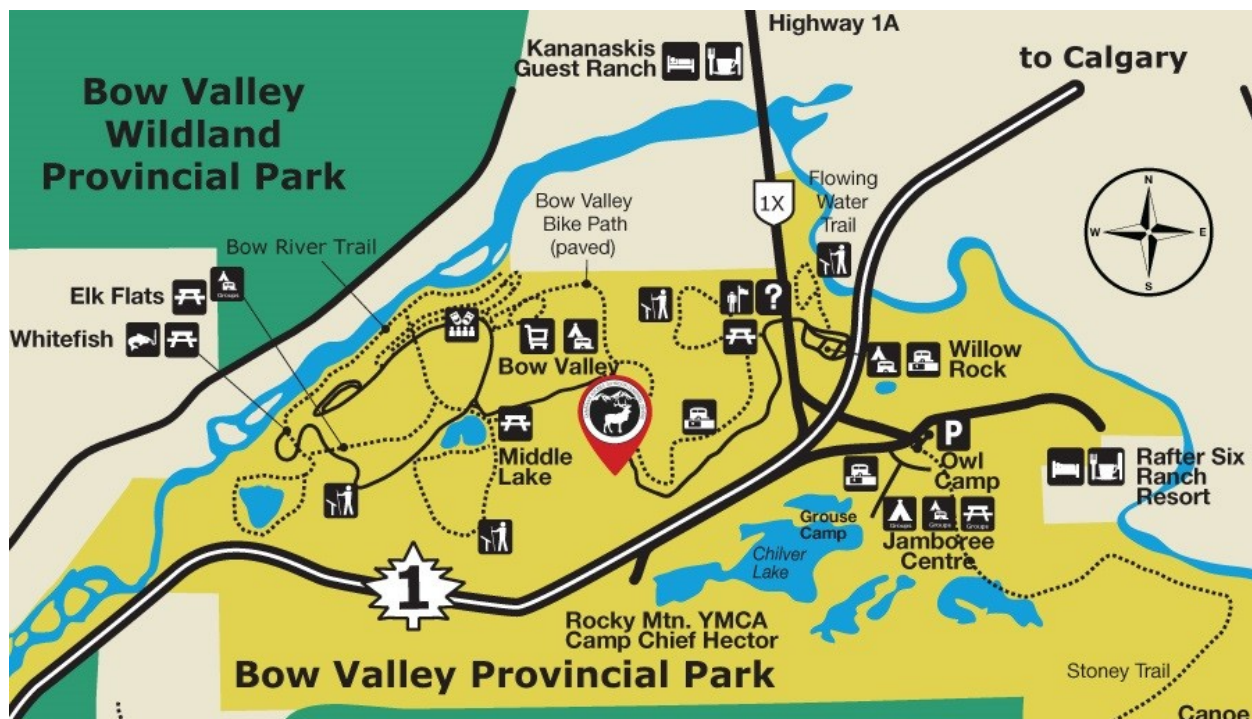 Highway 1A
Kananaskis
Guest Ranch
to Calgary
Bow Valley
Wildland
Provincial Park
1X
Flowing
Water
Trail
N
W
E
S
Bow Valley
Bike Path
(paved)
Bow River Trail
Elk Flats
Groups
Whitefish
?
Bow Valley
Willow
Rock
Middle
Lake
P
Owl
Camp
Rafter Six
Ranch
Resort
Grouse
Camp
Groups
Groups
Groups
Jamboree
Centre
Chilver
Lake
1
Rocky Mtn. YMCA
Camp Chief Hector
Bow Valley Provincial Park
Stoney Trail
Canoe